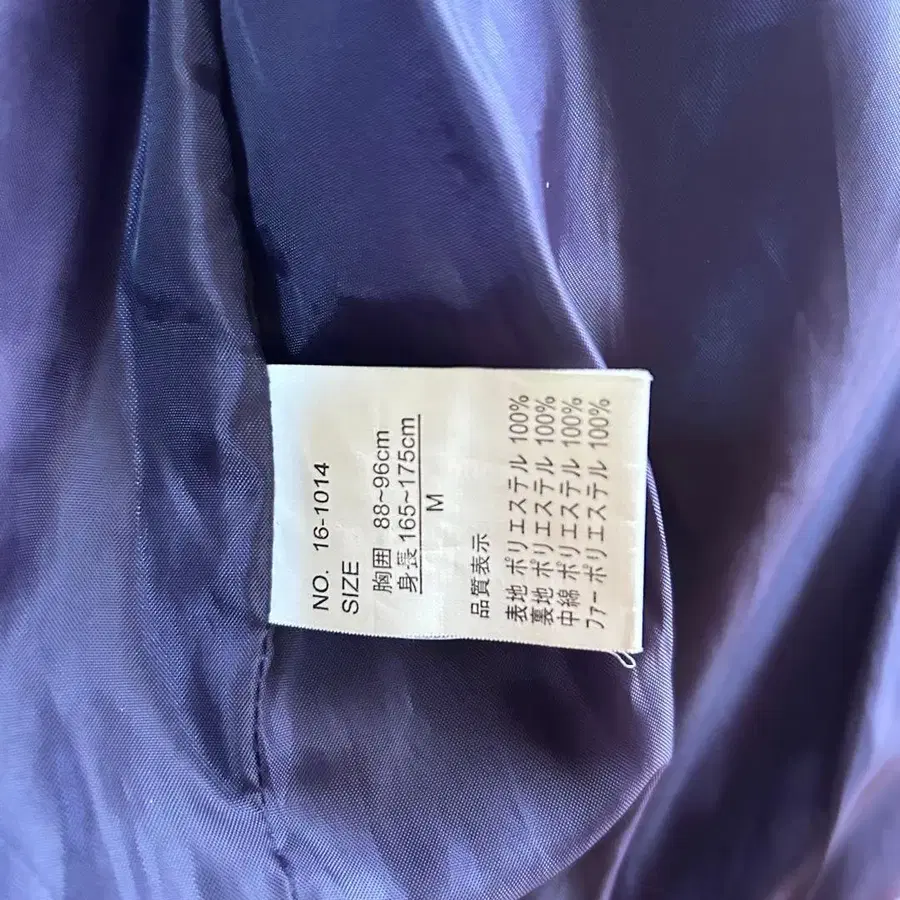 NO. 16-1014
SIZE
胸囲 88~96cm
身長 165~175cm
M
品質表示
表地 ポリエステル 100%
裏地 ポリエステル 100%
中綿 ポリエステル 100%
ファー ポリエステル 100%